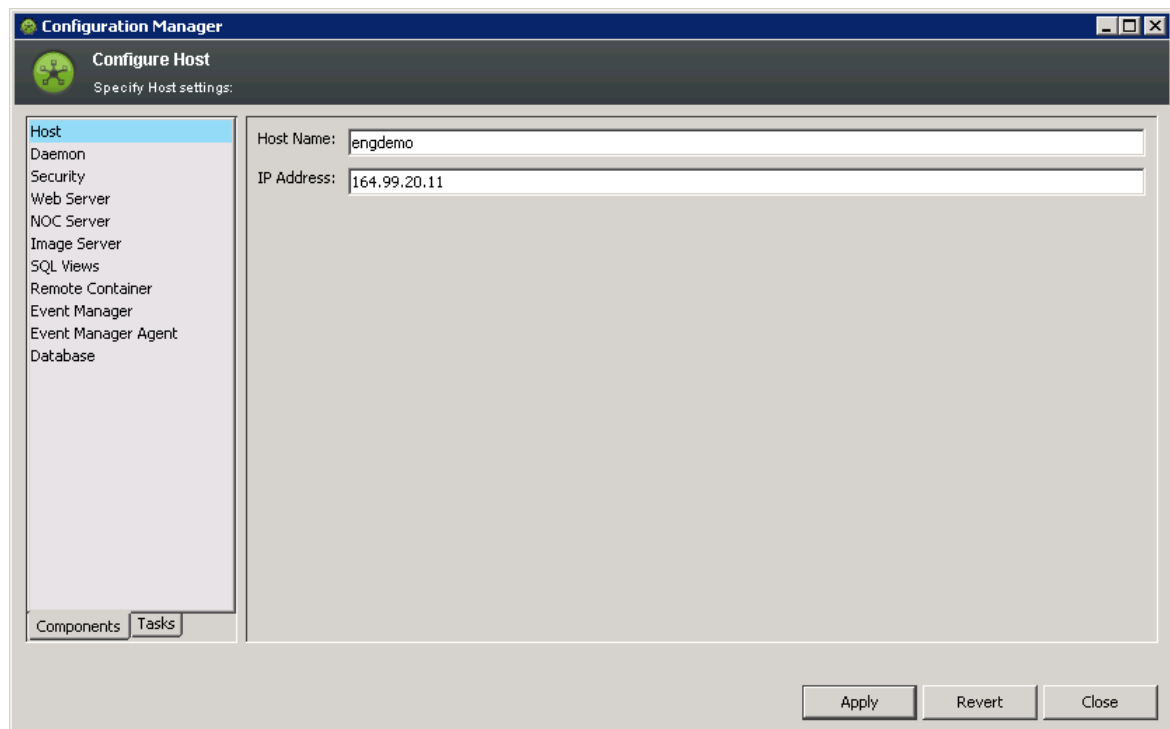 Configuration Manager
Configure Host
Specify Host settings:
Host
Daemon
Security
Web Server
NOC Server
Image Server
SQL Views
Remote Container
Event Manager
Event Manager Agent
Database
Components Tasks
Host Name: engdemo
IP Address: 164.99.20.11
Apply Revert Close